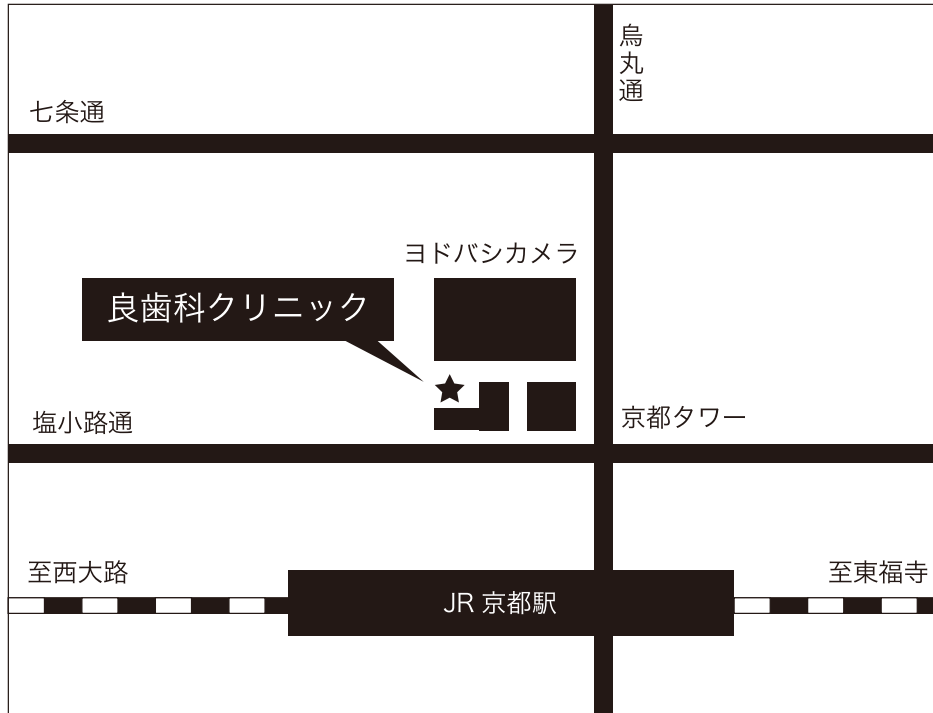 烏丸通
七条通
ヨドバシカメラ
良歯科クリニック
塩小路通
京都タワー
至西大路
至東福寺
JR 京都駅